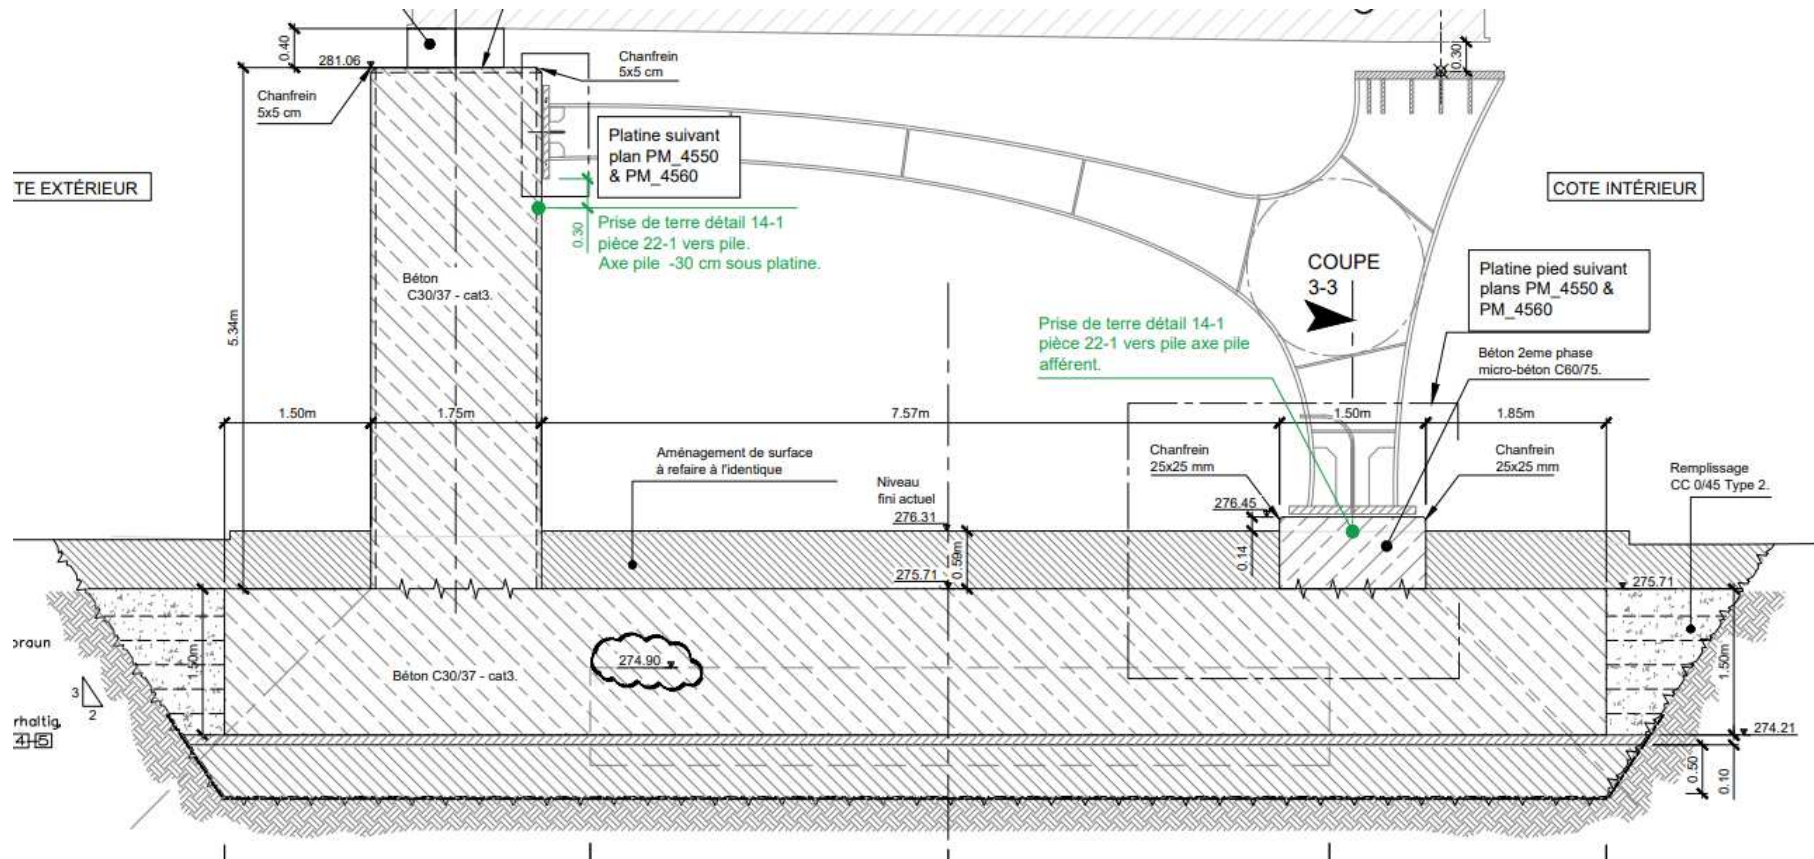 0.40
281.06
Chanfrein
5x5 cm
Chanfrein
5x5 cm
0.30
TE EXTÉRIEUR
Platine suivant
plan PM_4550
& PM_4560
COTE INTÉRIEUR
0.30
Prise de terre détail 14-1
pièce 22-1 vers pile.
Axe pile -30 cm sous platine.
COUPE
3-3
Platine pied suivant
plans PM_4550 &
PM_4560
Béton
C30/37 - cat3.
5.34m
Prise de terre détail 14-1
pièce 22-1 vers pile axe pile
afférent.
Béton 2eme phase
micro-béton C60/75.
1.50m
1.75m
7.57m
1.50m
1.85m
Aménagement de surface
à refaire à l'identique
Chanfrein
25x25 mm
Chanfrein
25x25 mm
Niveau
fini actuel
276.31
276.45
Remplissage
CC 0/45 Type 2.
0.59m
0.14
275.71
275.71
oraun
1.50m
274.90
1.50m
Béton C30/37 - cat3.
3
2
rhaltig,
4 5
274.21
0.50
0.10